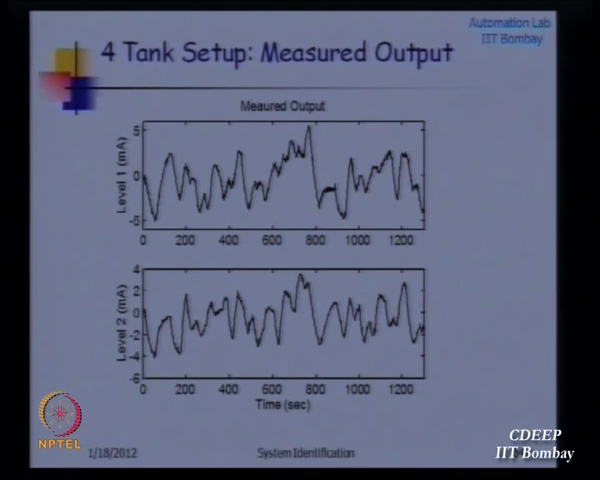 Automation Lab
IIT Bombay
4 Tank Setup: Measured Output
Meaured Output
Level 1 (mA)
5
0
-5
0 200 400 600 800 1000 1200
Level 2 (mA)
4
2
0
-2
-4
-6
0 200 400 600 800 1000 1200
Time (sec)
NPTEL
1/18/2012
System Identification
CDEEP
IIT Bombay